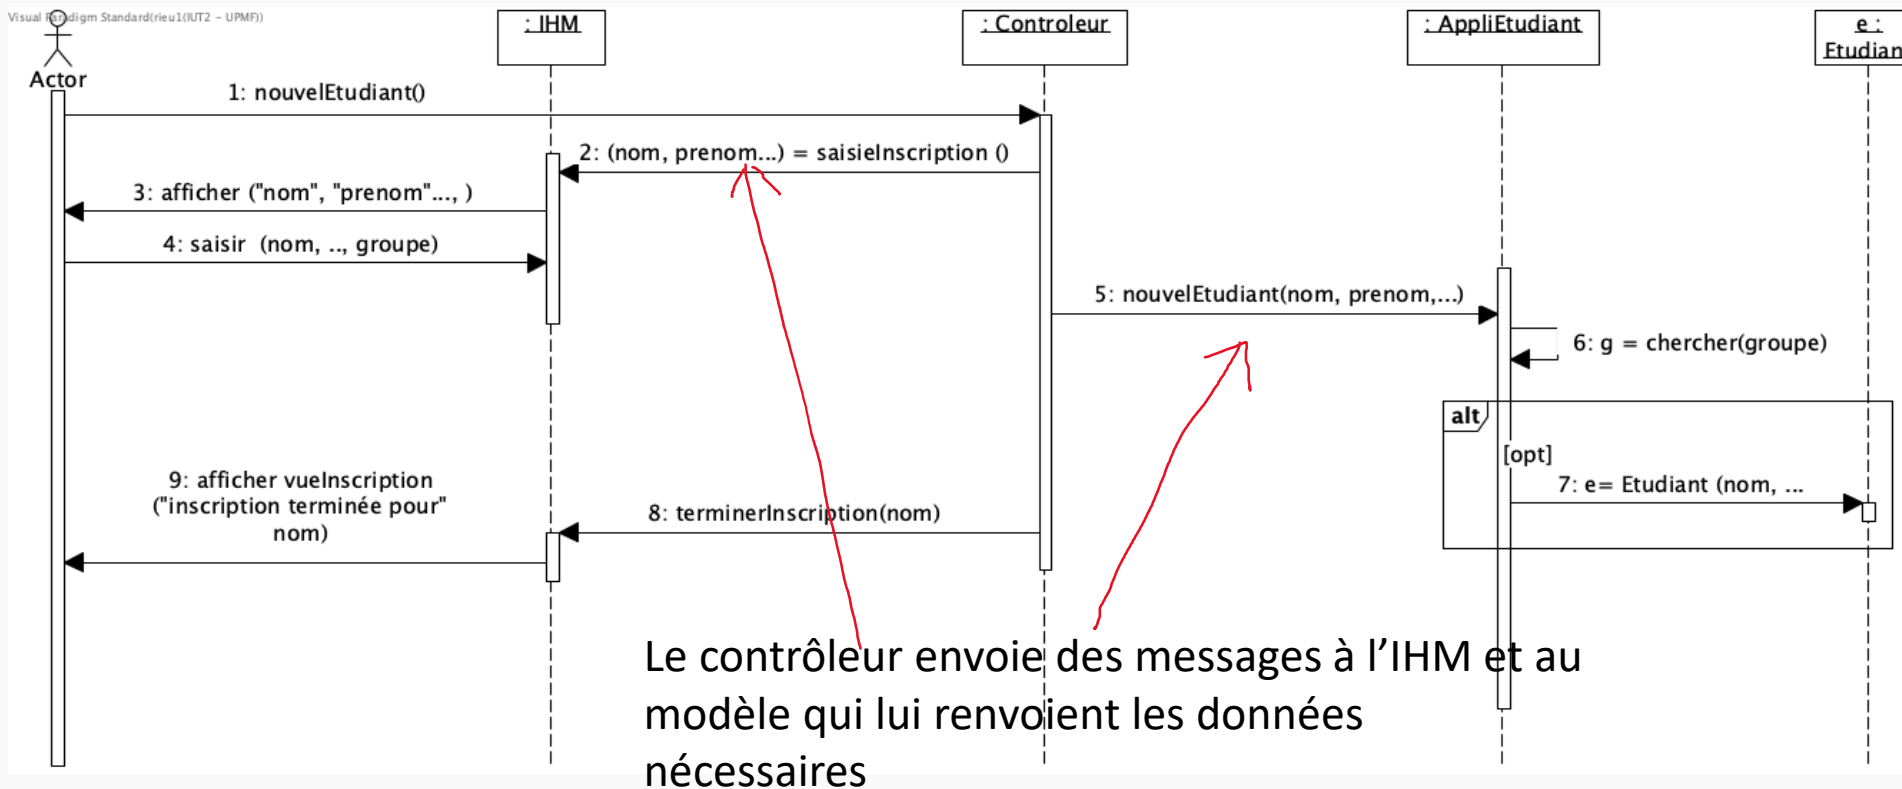 Visual Paradigm Standard(rieu1(IUT2 - UPMF))
Actor
: IHM
: Controleur
: AppliEtudiant
e :
Etudian
1: nouvelEtudiant()
2: (nom, prenom...) = saisieInscription ()
3: afficher ("nom", "prenom"..., )
4: saisir (nom, .., groupe)
5: nouvelEtudiant(nom, prenom,...)
6: g = chercher(groupe)
alt
[opt]
7: e= Etudiant (nom, ...
8: terminerInscription(nom)
9: afficher vueInscription
("inscription terminée pour"
nom)
Le contrôleur envoie des messages à l’IHM et au
modèle qui lui renvoient les données
nécessaires